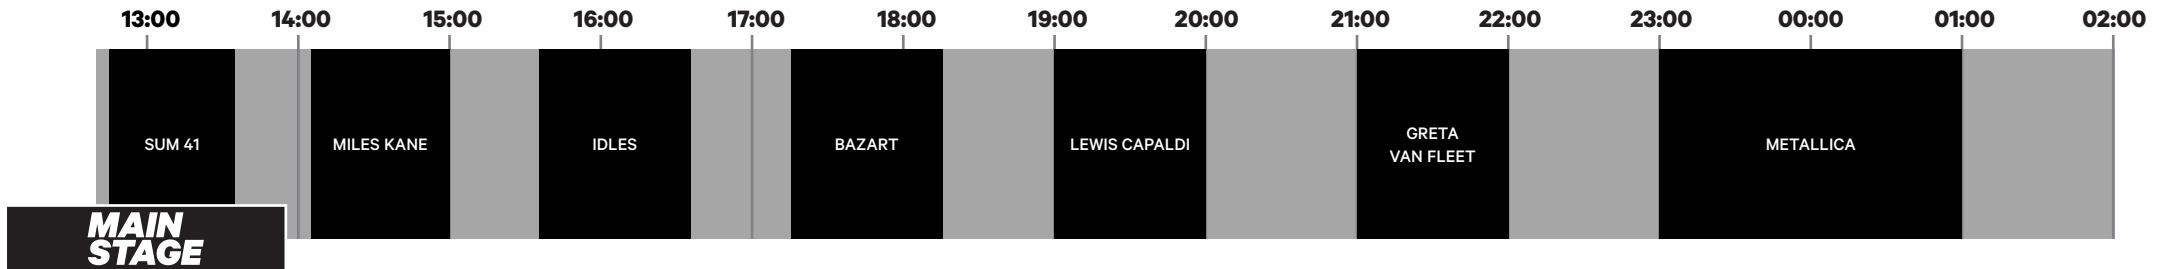 13:00 14:00 15:00 16:00 17:00 18:00 19:00 20:00 21:00 22:00 23:00 00:00 01:00 02:00
SUM 41
MILES KANE
IDLES
BAZART
LEWIS CAPALDI
GRETA
VAN FLEET
METALLICA
MAIN
STAGE